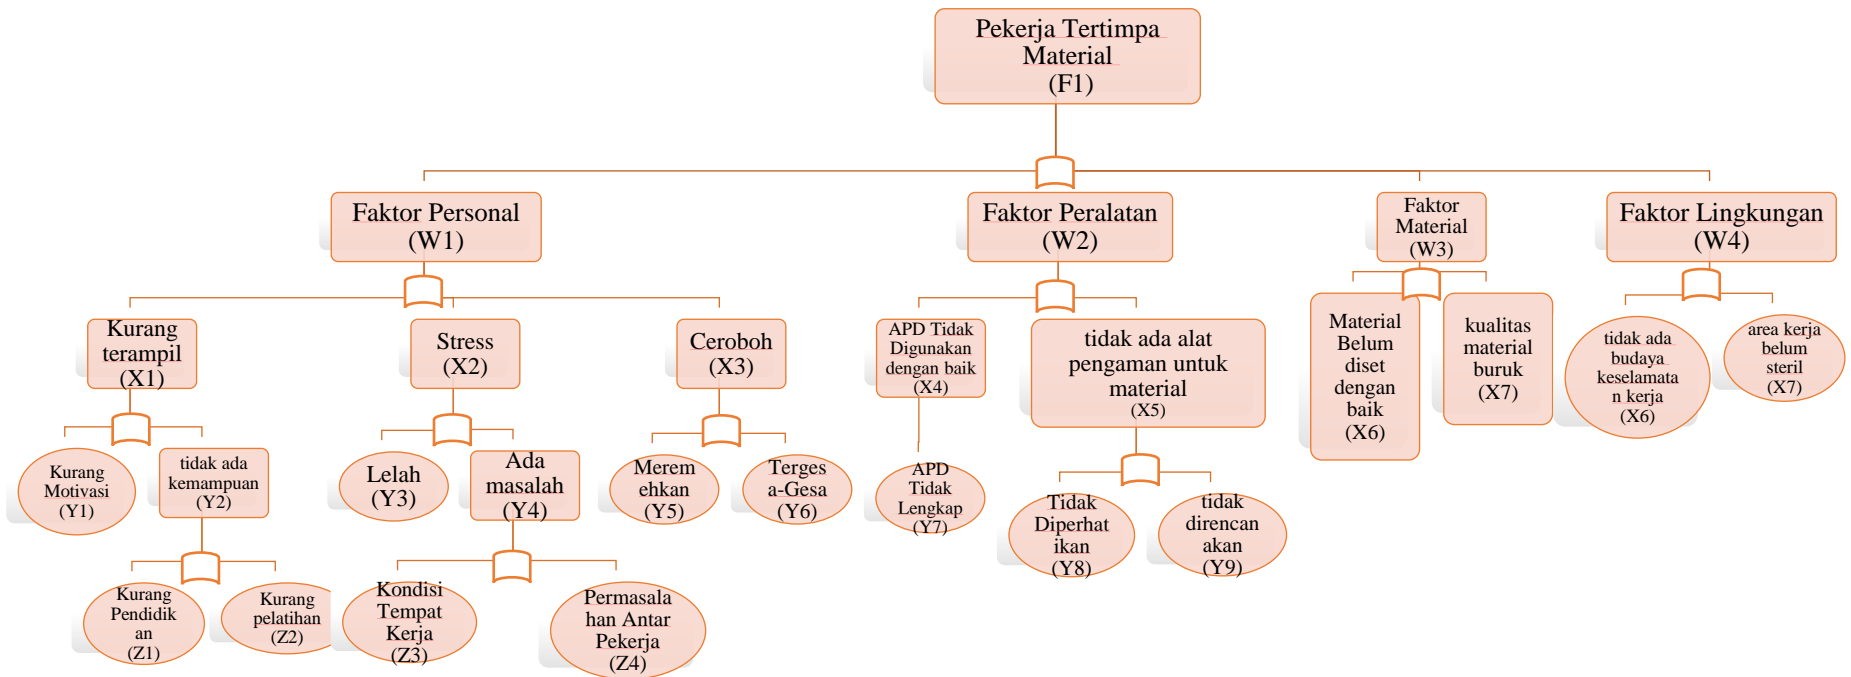 Pekerja Tertimpa
Material
(F1)
Faktor Personal
(W1)
Faktor Peralatan
(W2)
Faktor
Material
(W3)
Faktor Lingkungan
(W4)
Kurang
terampil
(X1)
Stress
(X2)
Ceroboh
(X3)
APD Tidak
Digunakan
dengan baik
(X4)
tidak ada alat
pengaman untuk
material
(X5)
Material
Belum
diset
dengan
baik
(X6)
kualitas
material
buruk
(X7)
tidak ada
budaya
keselamata
n kerja
(X6)
area kerja
belum
steril
(X7)
Kurang
Motivasi
(Y1)
tidak ada
kemampuan
(Y2)
Lelah
(Y3)
Ada
masalah
(Y4)
Merem
ehkan
(Y5)
Terges
a-Gesa
(Y6)
APD
Tidak
Lengkap
(Y7)
Tidak
Diperhat
ikan
(Y8)
tidak
direncan
akan
(Y9)
Kurang
Pendidik
an
(Z1)
Kurang
pelatihan
(Z2)
Kondisi
Tempat
Kerja
(Z3)
Permasala
han Antar
Pekerja
(Z4)